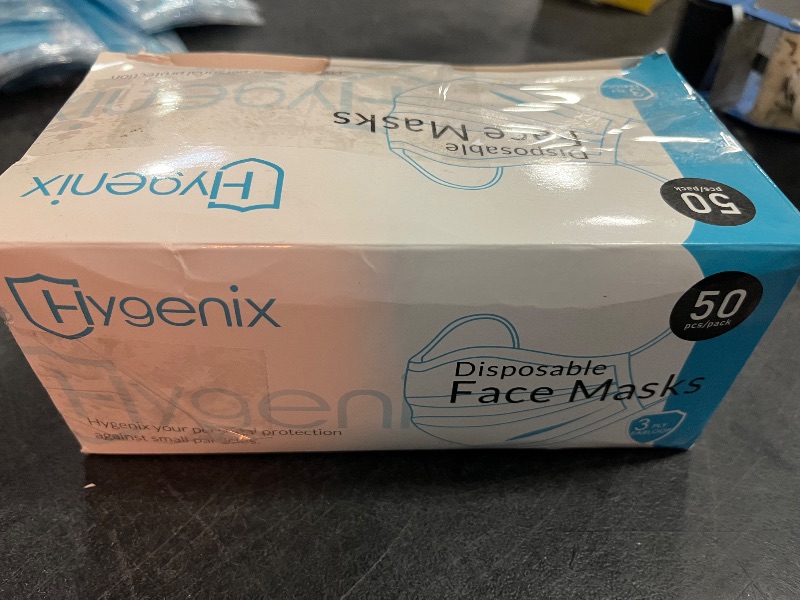 Hygenix
Disposable
Face Masks
50
pcs/pack
Hygenix
50
pcs/pack
Disposable
Face Masks
3 PLY
EARLOOP
Hygenix your personal protection
against small particles.